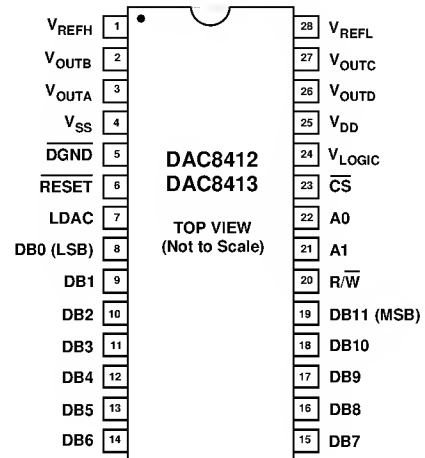 VREFH 1 28 VREFL
VOUTB 2 27 VOUTC
VOUTA 3 26 VOUTD
VSS 4 25 VDD
DGND 5 24 VLOGIC
DAC8412
RESET 6 23 CS
DAC8413
LDAC 7 22 A0
TOP VIEW
DB0 (LSB) 8 21 A1
(Not to Scale)
DB1 9 20 R/W
DB2 10 19 DB11 (MSB)
DB3 11 18 DB10
DB4 12 17 DB9
DB5 13 16 DB8
DB6 14 15 DB7